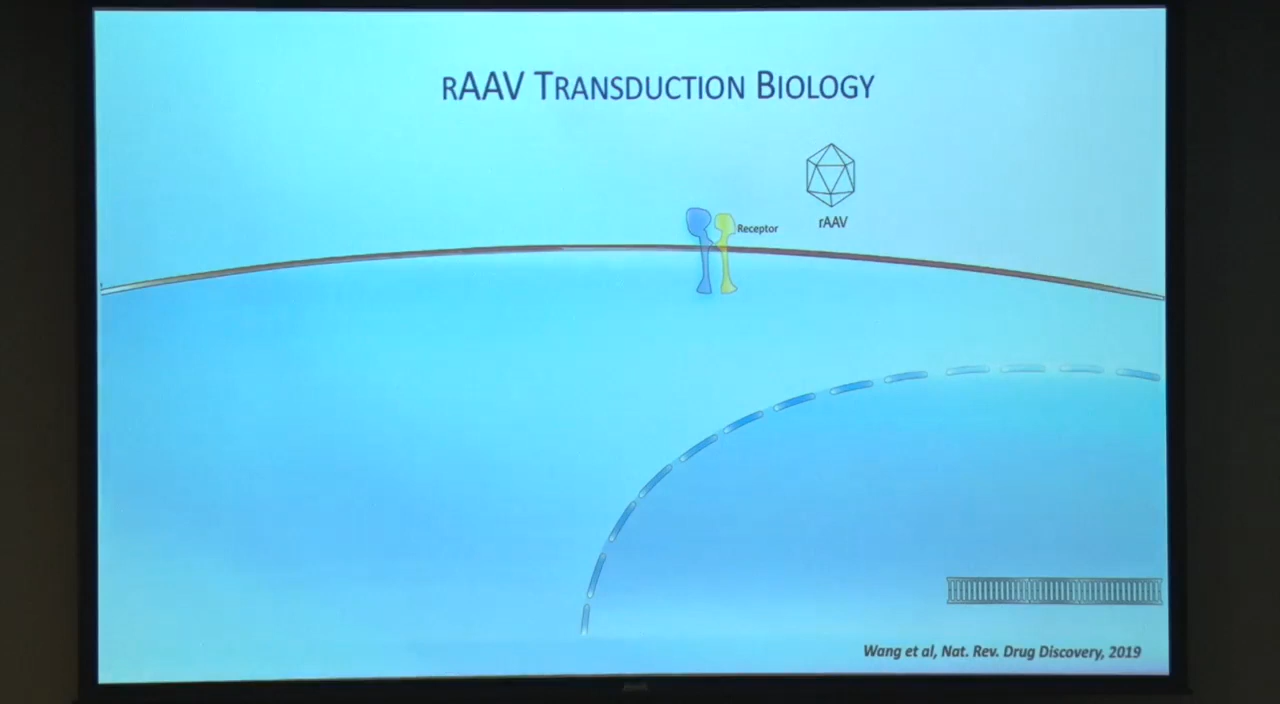 rAAV Transduction Biology
rAAV
Receptor
Wang et al, Nat. Rev. Drug Discovery, 2019